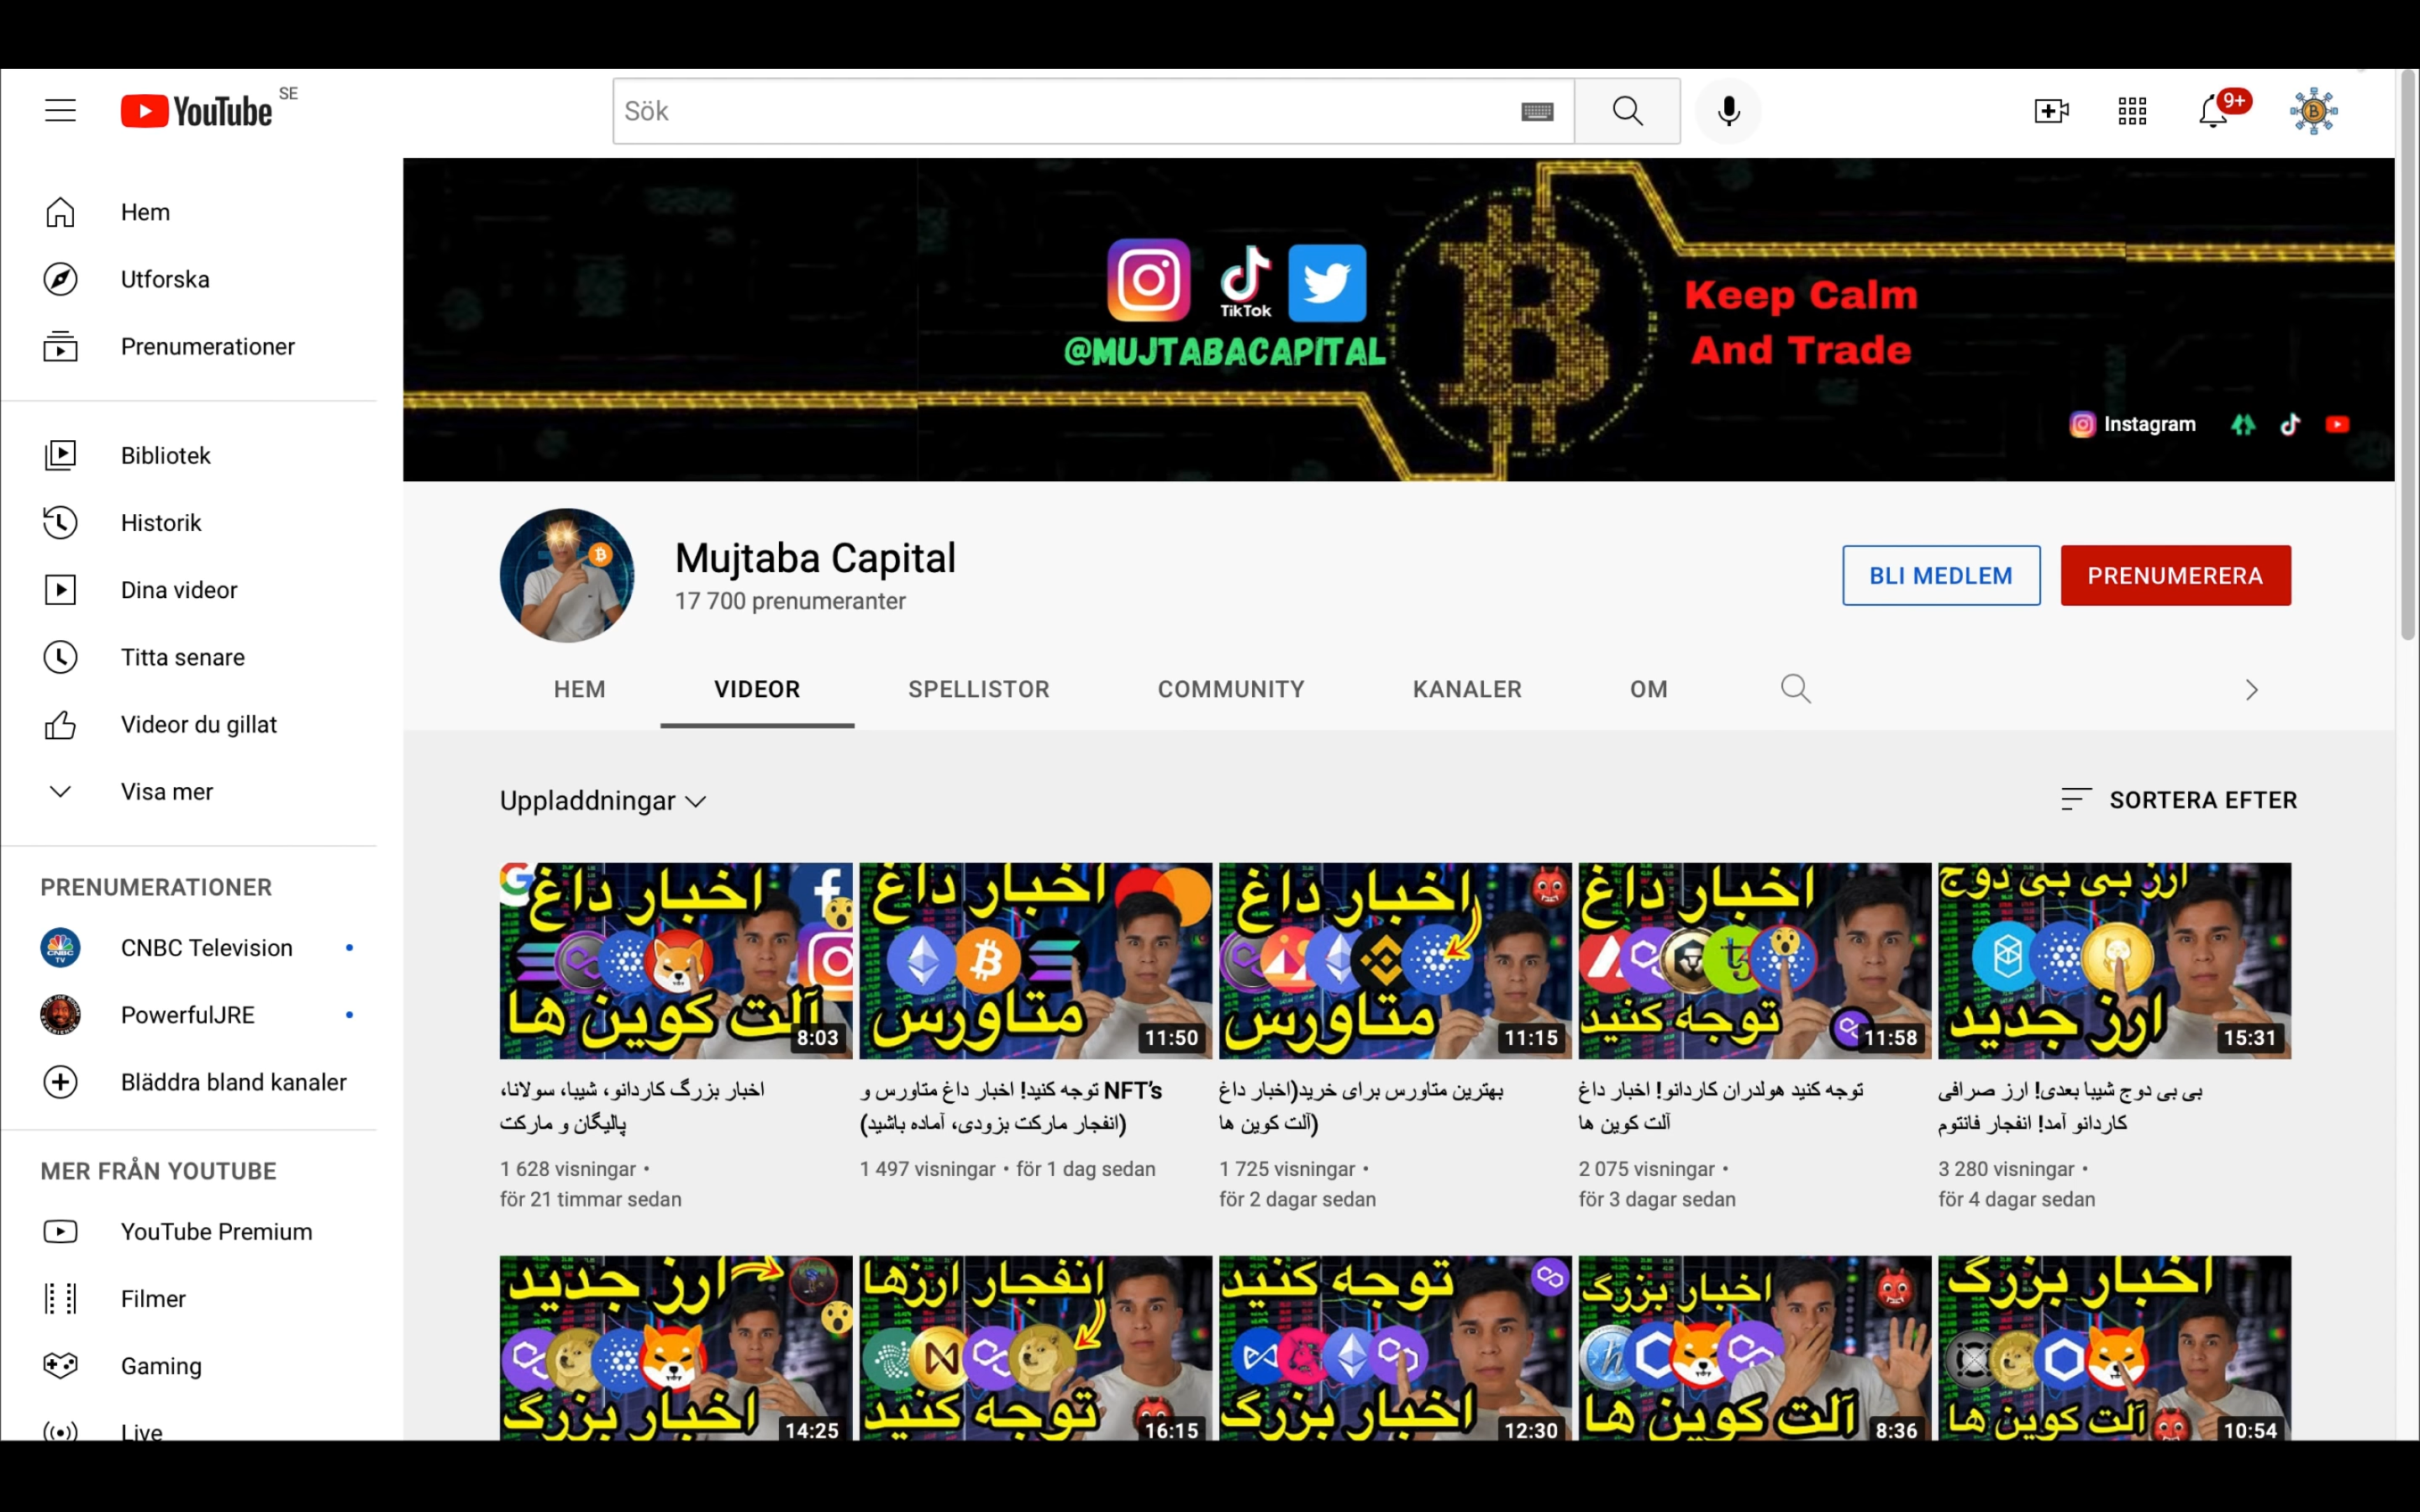 YouTube SE
Sök
9+
Hem
Utforska
Prenumerationer
Bibliotek
Historik
Dina videor
Titta senare
Videor du gillat
Visa mer
PRENUMERATIONER
CNBC Television
PowerfulJRE
Bläddra bland kanaler
MER FRÅN YOUTUBE
YouTube Premium
Filmer
Gaming
Live
TikTok
@MUJTABACAPITAL
Keep Calm
And Trade
Instagram
Mujtaba Capital
17 700 prenumeranter
BLI MEDLEM
PRENUMERERA
HEM
VIDEOR
SPELLISTOR
COMMUNITY
KANALER
OM
Uppladdningar
SORTERA EFTER
اخبار داغ
آلت کوین ها
8:03
اخبار بزرگ کاردانو، شیبا، سولانا،
پالیگان و مارکت
1 628 visningar •
för 21 timmar sedan
اخبار داغ
متاورس
11:50
NFT’s توجه کنید! اخبار داغ متاورس و
(انفجار مارکت بزودی، آماده باشید)
1 497 visningar • för 1 dag sedan
اخبار داغ
متاورس
11:15
بهترین متاورس برای خرید(اخبار داغ
آلت کوین ها)
1 725 visningar •
för 2 dagar sedan
اخبار داغ
توجه کنید
11:58
توجه کنید هولدران کاردانو! اخبار داغ
آلت کوین ها
2 075 visningar •
för 3 dagar sedan
ارز بی بی دوج
ارز جدید
15:31
بی بی دوج شیبا بعدی! ارز صرافی
کاردانو آمد! انفجار فانتوم
3 280 visningar •
för 4 dagar sedan
ارز جدید
اخبار بزرگ
14:25
انفجار ارزها
توجه کنید
16:15
توجه کنید
اخبار بزرگ
12:30
اخبار بزرگ
آلت کوین ها
8:36
اخبار بزرگ
آلت کوین ها
10:54